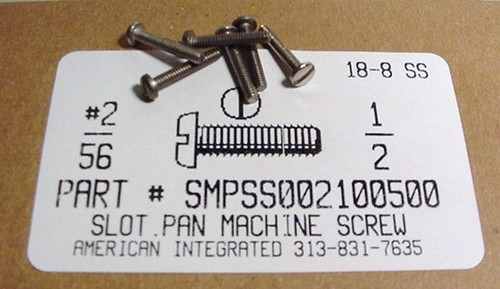 18-8 SS
#2
56
1
2
PART # SMPSS002100500
SLOT.PAN MACHINE SCREW
AMERICAN INTEGRATED 313-831-7635